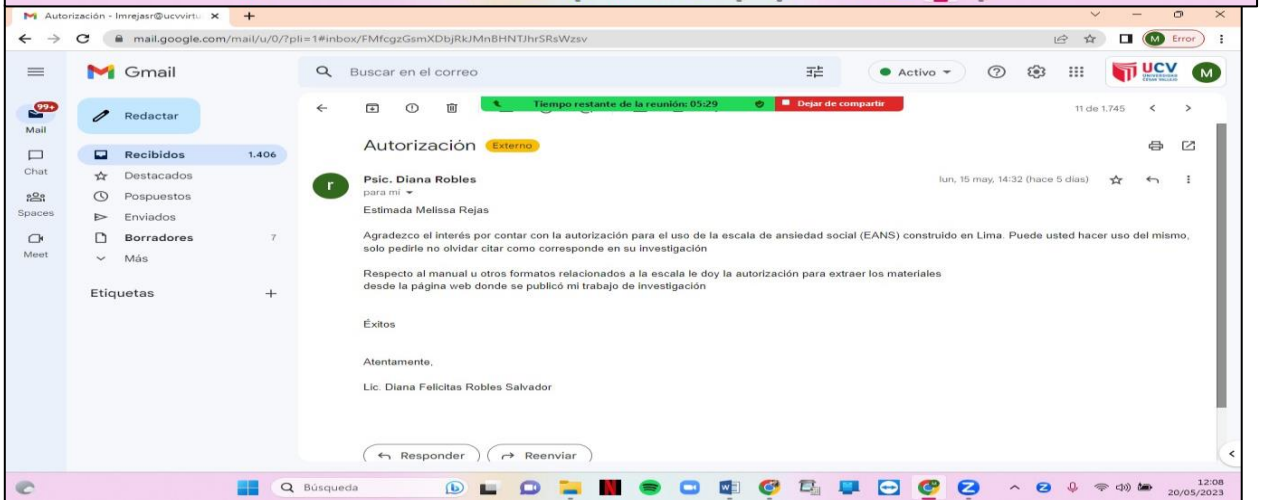 Autorización - lmrejasr@ucvvirtu
mail.google.com/mail/u/0/?pli=1#inbox/FMfcgzGsmXDbjRkJMnBHNTJhrSRsWzsv
M Error
Gmail
Buscar en el correo
Activo
UCV
UNIVERSIDAD
CÉSAR VALLEJO
M
99+
Mail
Chat
Spaces
Meet
Redactar
Recibidos 1.406
Destacados
Pospuestos
Enviados
Borradores 7
Más
Etiquetas
Tiempo restante de la reunión: 05:29
Dejar de compartir
11 de 1.745
Autorización Externo
r
Psic. Diana Robles
lun, 15 may, 14:32 (hace 5 días)
para mí
Estimada Melissa Rejas
Agradezco el interés por contar con la autorización para el uso de la escala de ansiedad social (EANS) construido en Lima. Puede usted hacer uso del mismo,
solo pedirle no olvidar citar como corresponde en su investigación
Respecto al manual u otros formatos relacionados a la escala le doy la autorización para extraer los materiales
desde la página web donde se publicó mi trabajo de investigación
Éxitos
Atentamente,
Lic. Diana Felicitas Robles Salvador
Responder
Reenviar
Búsqueda
12:08
20/05/2023